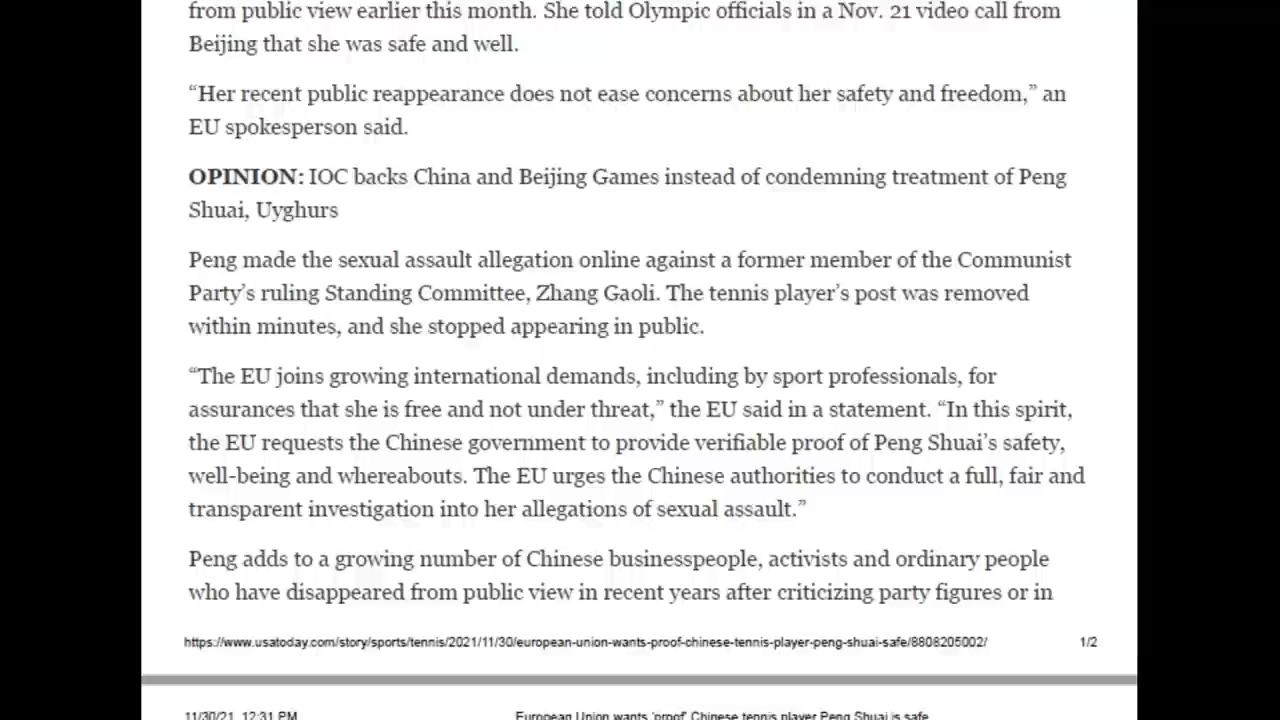 from public view earlier this month. She told Olympic officials in a Nov. 21 video call from
Beijing that she was safe and well.
“Her recent public reappearance does not ease concerns about her safety and freedom,” an
EU spokesperson said.
OPINION: IOC backs China and Beijing Games instead of condemning treatment of Peng
Shuai, Uyghurs
Peng made the sexual assault allegation online against a former member of the Communist
Party’s ruling Standing Committee, Zhang Gaoli. The tennis player’s post was removed
within minutes, and she stopped appearing in public.
“The EU joins growing international demands, including by sport professionals, for
assurances that she is free and not under threat,” the EU said in a statement. “In this spirit,
the EU requests the Chinese government to provide verifiable proof of Peng Shuai’s safety,
well-being and whereabouts. The EU urges the Chinese authorities to conduct a full, fair and
transparent investigation into her allegations of sexual assault.”
Peng adds to a growing number of Chinese businesspeople, activists and ordinary people
who have disappeared from public view in recent years after criticizing party figures or in
https://www.usatoday.com/story/sports/tennis/2021/11/30/european-union-wants-proof-chinese-tennis-player-peng-shuai-safe/8808205002/ 1/2
11/30/21, 12:31 PM European Union wants 'proof' Chinese tennis player Peng Shuai is safe